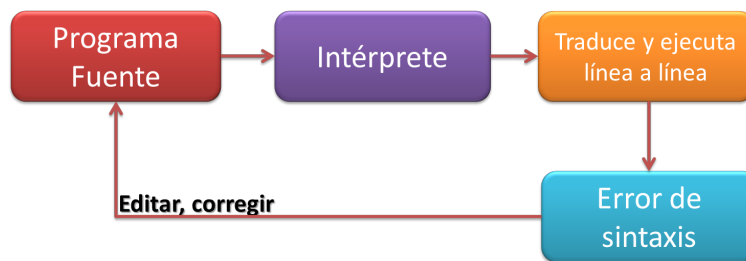 Programa
Fuente
Intérprete
Traduce y ejecuta
línea a línea
Error de
sintaxis
Editar, corregir